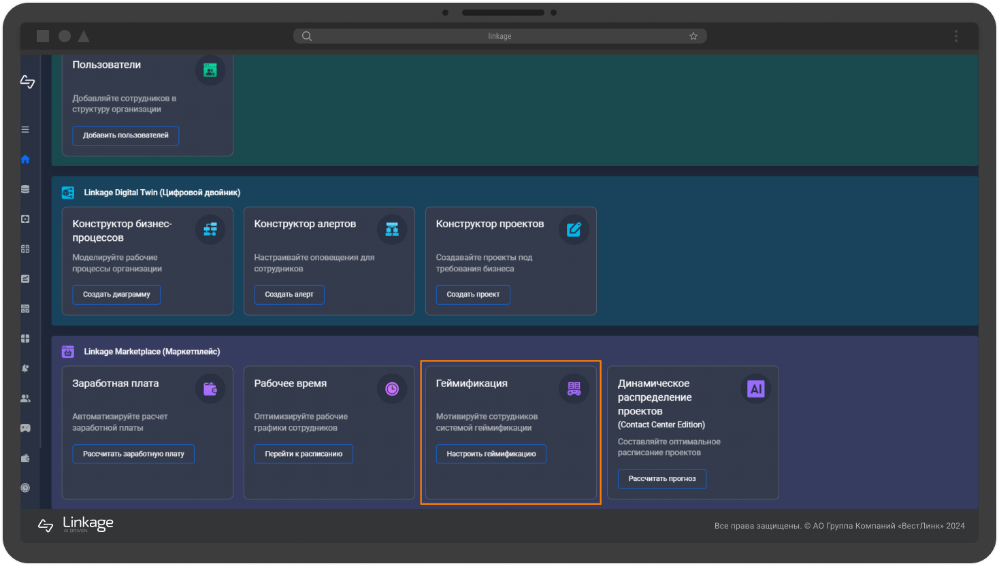 linkage
Пользователи
Добавляйте сотрудников в
структуру организации
Добавить пользователей
Linkage Digital Twin (Цифровой двойник)
Конструктор бизнес-
процессов
Моделируйте рабочие
процессы организации
Создать диаграмму
Конструктор алертов
Настраивайте оповещения для
сотрудников
Создать алерт
Конструктор проектов
Создавайте проекты под
требования бизнеса
Создать проект
Linkage Marketplace (Маркетплейс)
Заработная плата
Автоматизируйте расчет
заработной платы
Рассчитать заработную плату
Рабочее время
Оптимизируйте рабочие
графики сотрудников
Перейти к расписанию
Геймификация
Мотивируйте сотрудников
системой геймификации
Настроить геймификацию
Динамическое
распределение
проектов
(Contact Center Edition)
AI
Составляйте оптимальное
расписание проектов
Рассчитать прогноз
Linkage
AI DRIVEN
Все права защищены. © АО Группа Компаний «ВестЛинк» 2024